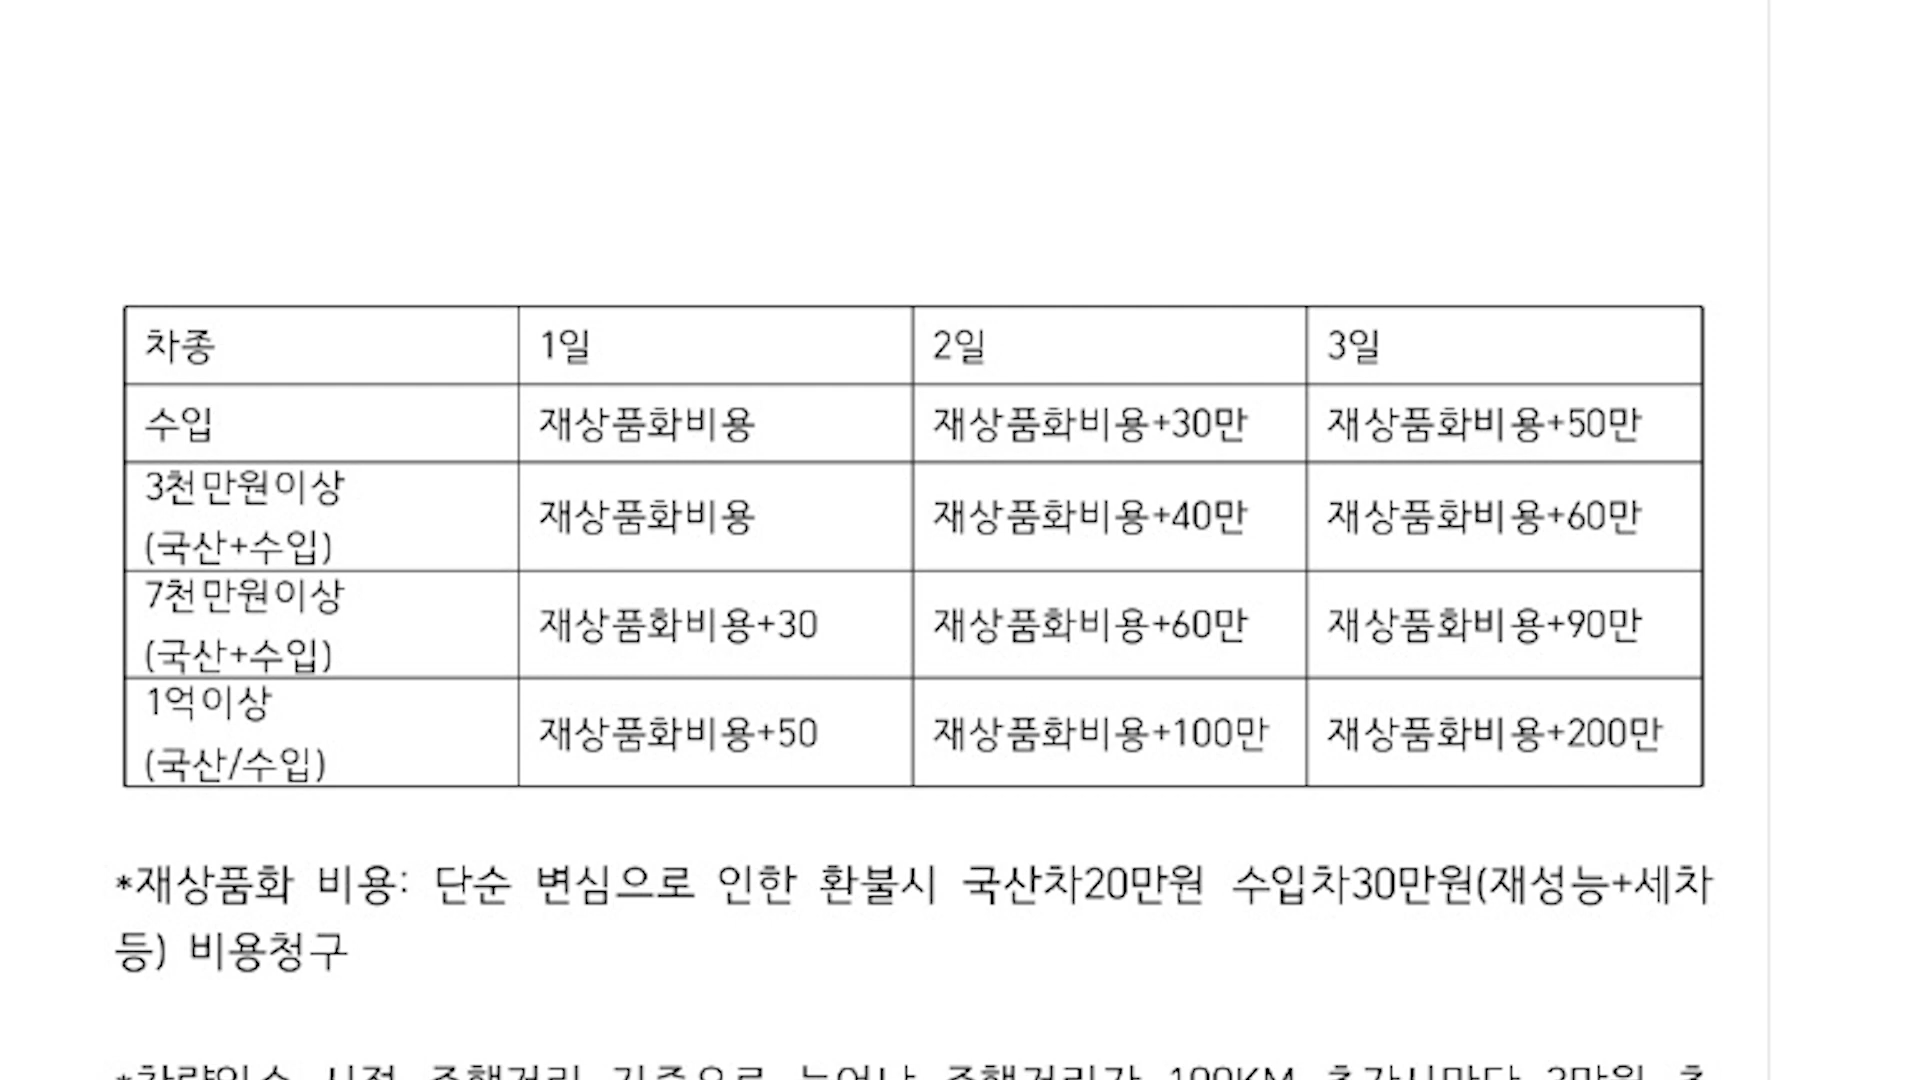 차종 1일 2일 3일
수입 재상품화비용 재상품화비용+30만 재상품화비용+50만
3천만원이상
(국산+수입) 재상품화비용 재상품화비용+40만 재상품화비용+60만
7천만원이상
(국산+수입) 재상품화비용+30 재상품화비용+60만 재상품화비용+90만
1억이상
(국산/수입) 재상품화비용+50 재상품화비용+100만 재상품화비용+200만
*재상품화 비용: 단순 변심으로 인한 환불시 국산차20만원 수입차30만원(재성능+세차
등) 비용청구